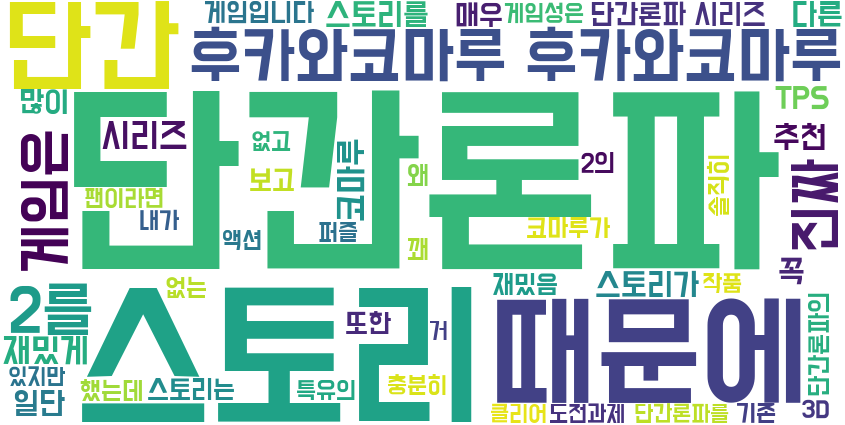 단간 게임입니다 스토리를 매우 게임성은 단간론파 시리즈 다른
후카와코마루 후카와코마루
많이 단간론파 TPS
시리즈 없고 코마루 왜 2의 추천
게임은 팬이라면 보고 솔직히 진짜
내가 액션 퍼즐 깨 코마루가
2를 없는 재밌음 스토리가 작품 꼭
스토리 때문에
재밌게 또한 거 단간론파의
있지만 했는데 스토리는 특유의 충분히
일단 클리어 도전과제 단간론파를 기존 3D